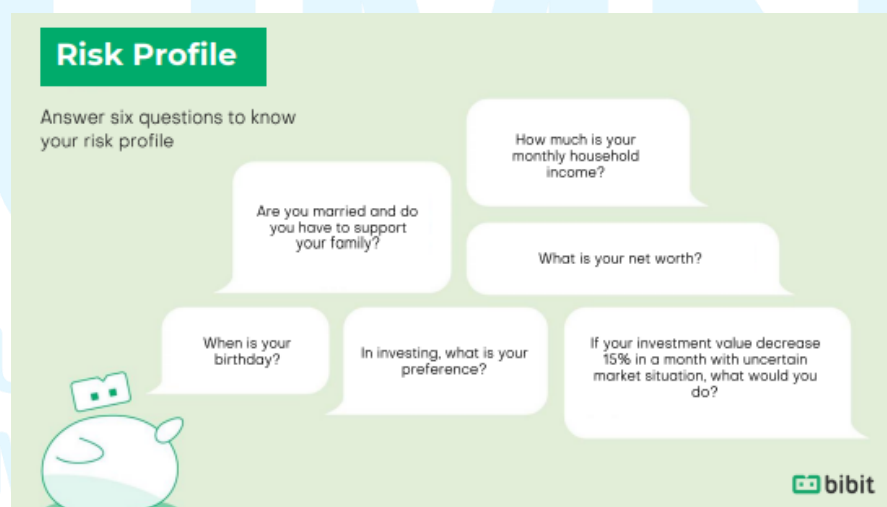 Risk Profile
Answer six questions to know
your risk profile
How much is your
monthly household
income?
Are you married and do
you have to support
your family?
What is your net worth?
When is your
birthday?
In investing, what is your
preference?
If your investment value decrease
15% in a month with uncertain
market situation, what would you
do?
bibit